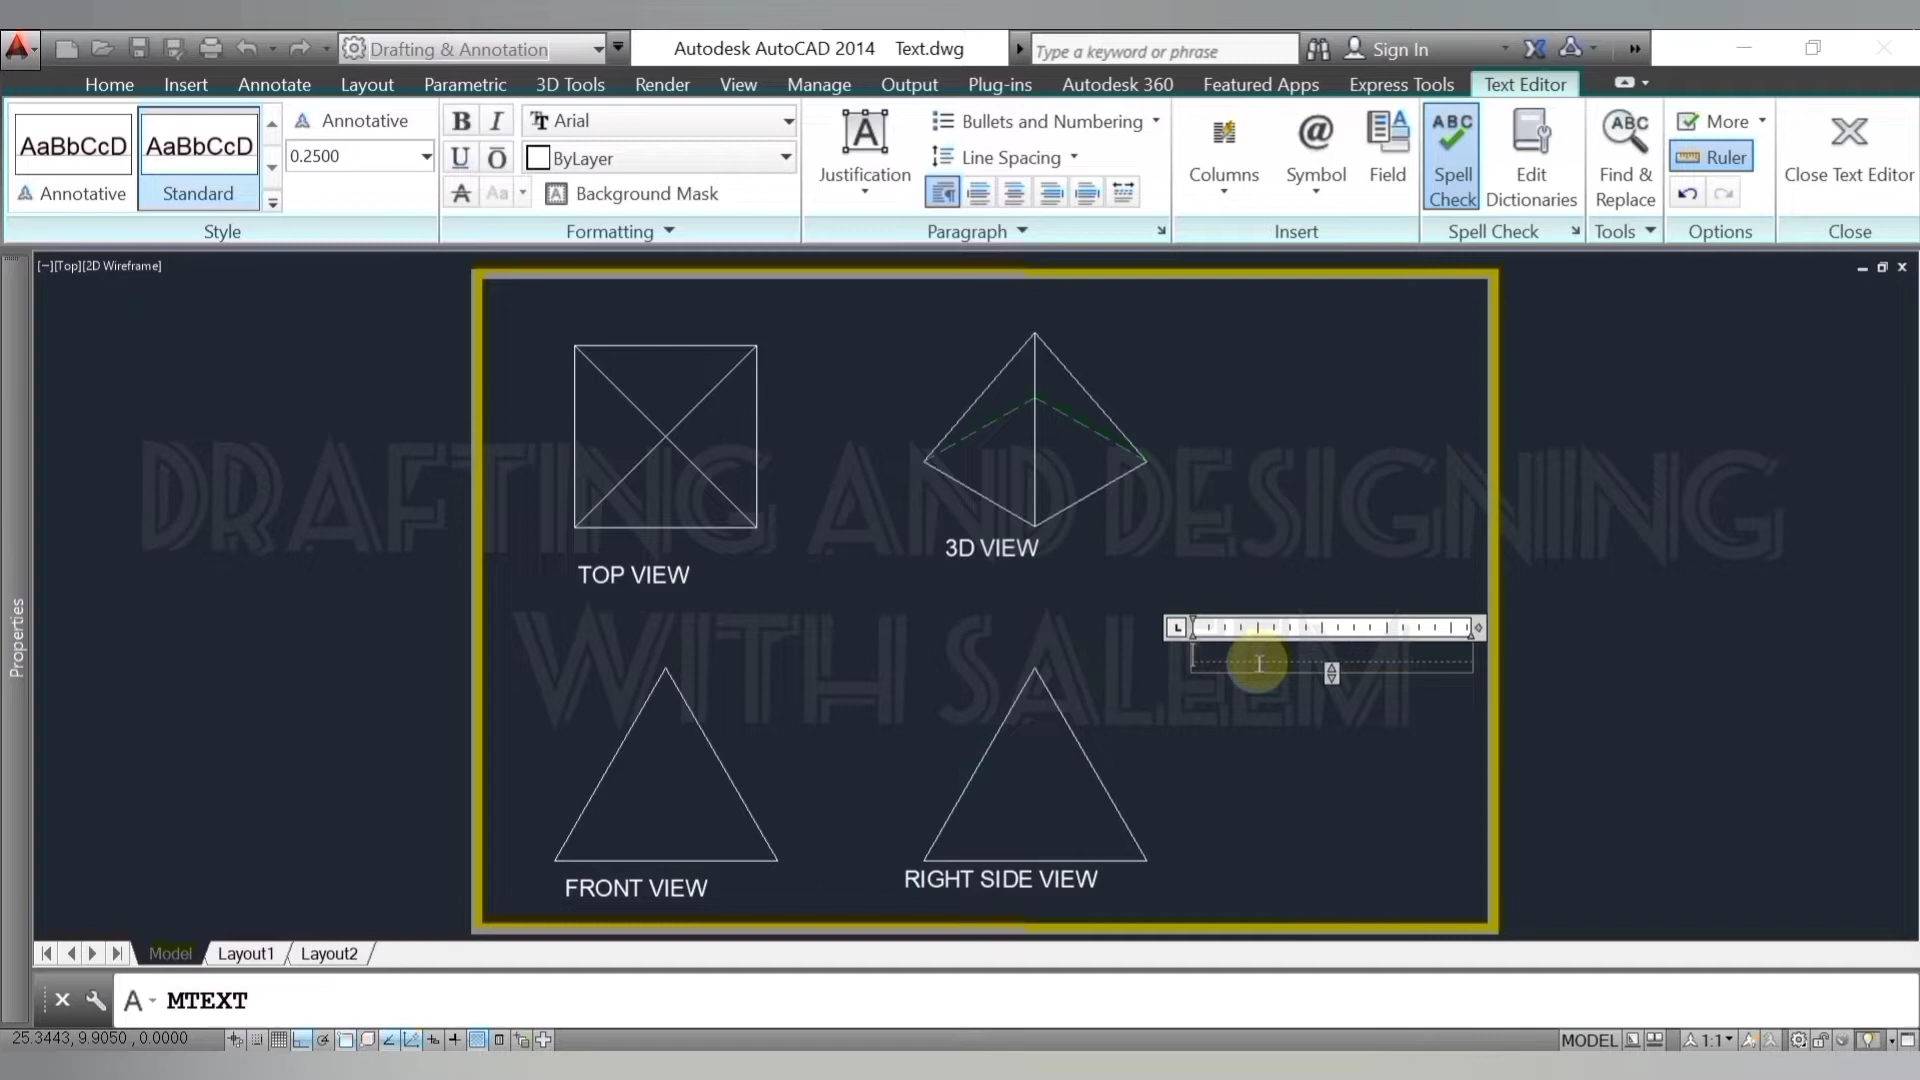 Drafting & Annotation
Autodesk AutoCAD 2014 Text.dwg
Type a keyword or phrase
Sign In
Home Insert Annotate Layout Parametric 3D Tools Render View Manage Output Plug-ins Autodesk 360 Featured Apps Express Tools Text Editor
AaBbCcD
Annotative
AaBbCcD
Standard
Annotative
0.2500
Style
B I
U O
A Aa
Arial
ByLayer
Background Mask
Formatting
Justification
Bullets and Numbering
Line Spacing
Paragraph
Columns
Symbol
Field
Insert
ABC
Spell
Check
Edit
Dictionaries
Spell Check
ABC
Find &
Replace
Tools
More
Ruler
Options
Close Text Editor
Close
[−][Top][2D Wireframe]
Properties
DRAFTING AND DESIGNING
WITH SALEEM
TOP VIEW
3D VIEW
FRONT VIEW
RIGHT SIDE VIEW
Model Layout1 Layout2
MTEXT
25.3443, 9.9050 , 0.0000
MODEL
1:1